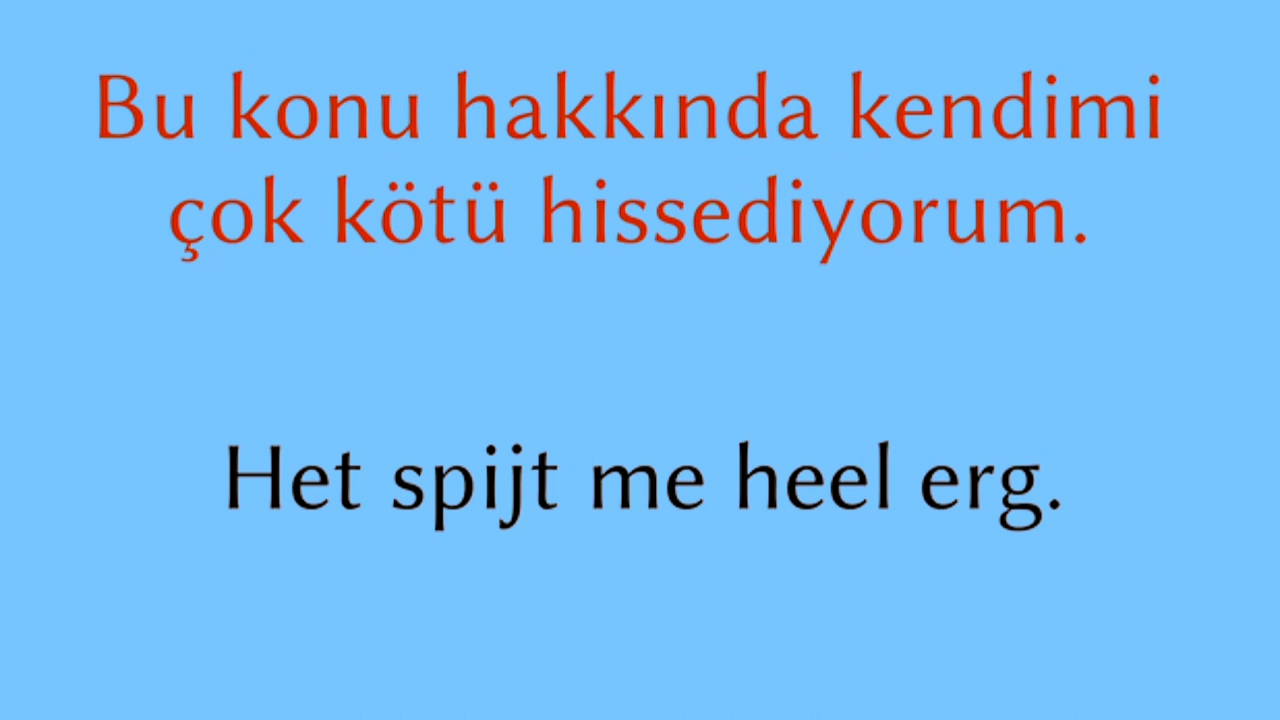 Bu konu hakkında kendimi
çok kötü hissediyorum.
Het spijt me heel erg.